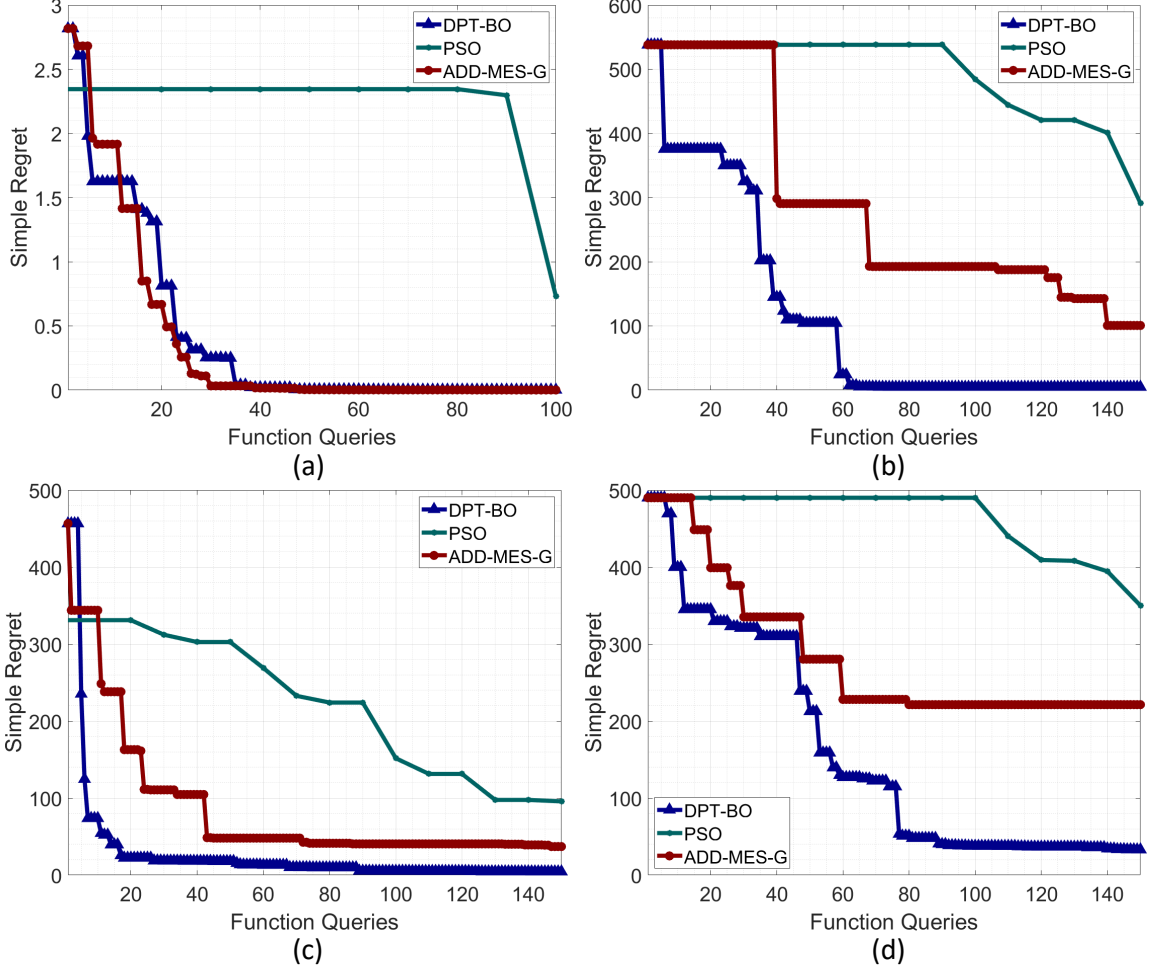 3
2.5
2
1.5
1
0.5
0
Simple Regret
DPT-BO
PSO
ADD-MES-G
20 40 60 80 100
Function Queries
(a)
600
500
400
300
200
100
0
Simple Regret
DPT-BO
PSO
ADD-MES-G
20 40 60 80 100 120 140
Function Queries
(b)
500
400
300
200
100
0
Simple Regret
DPT-BO
PSO
ADD-MES-G
20 40 60 80 100 120 140
Function Queries
(c)
500
400
300
200
100
0
Simple Regret
DPT-BO
PSO
ADD-MES-G
20 40 60 80 100 120 140
Function Queries
(d)